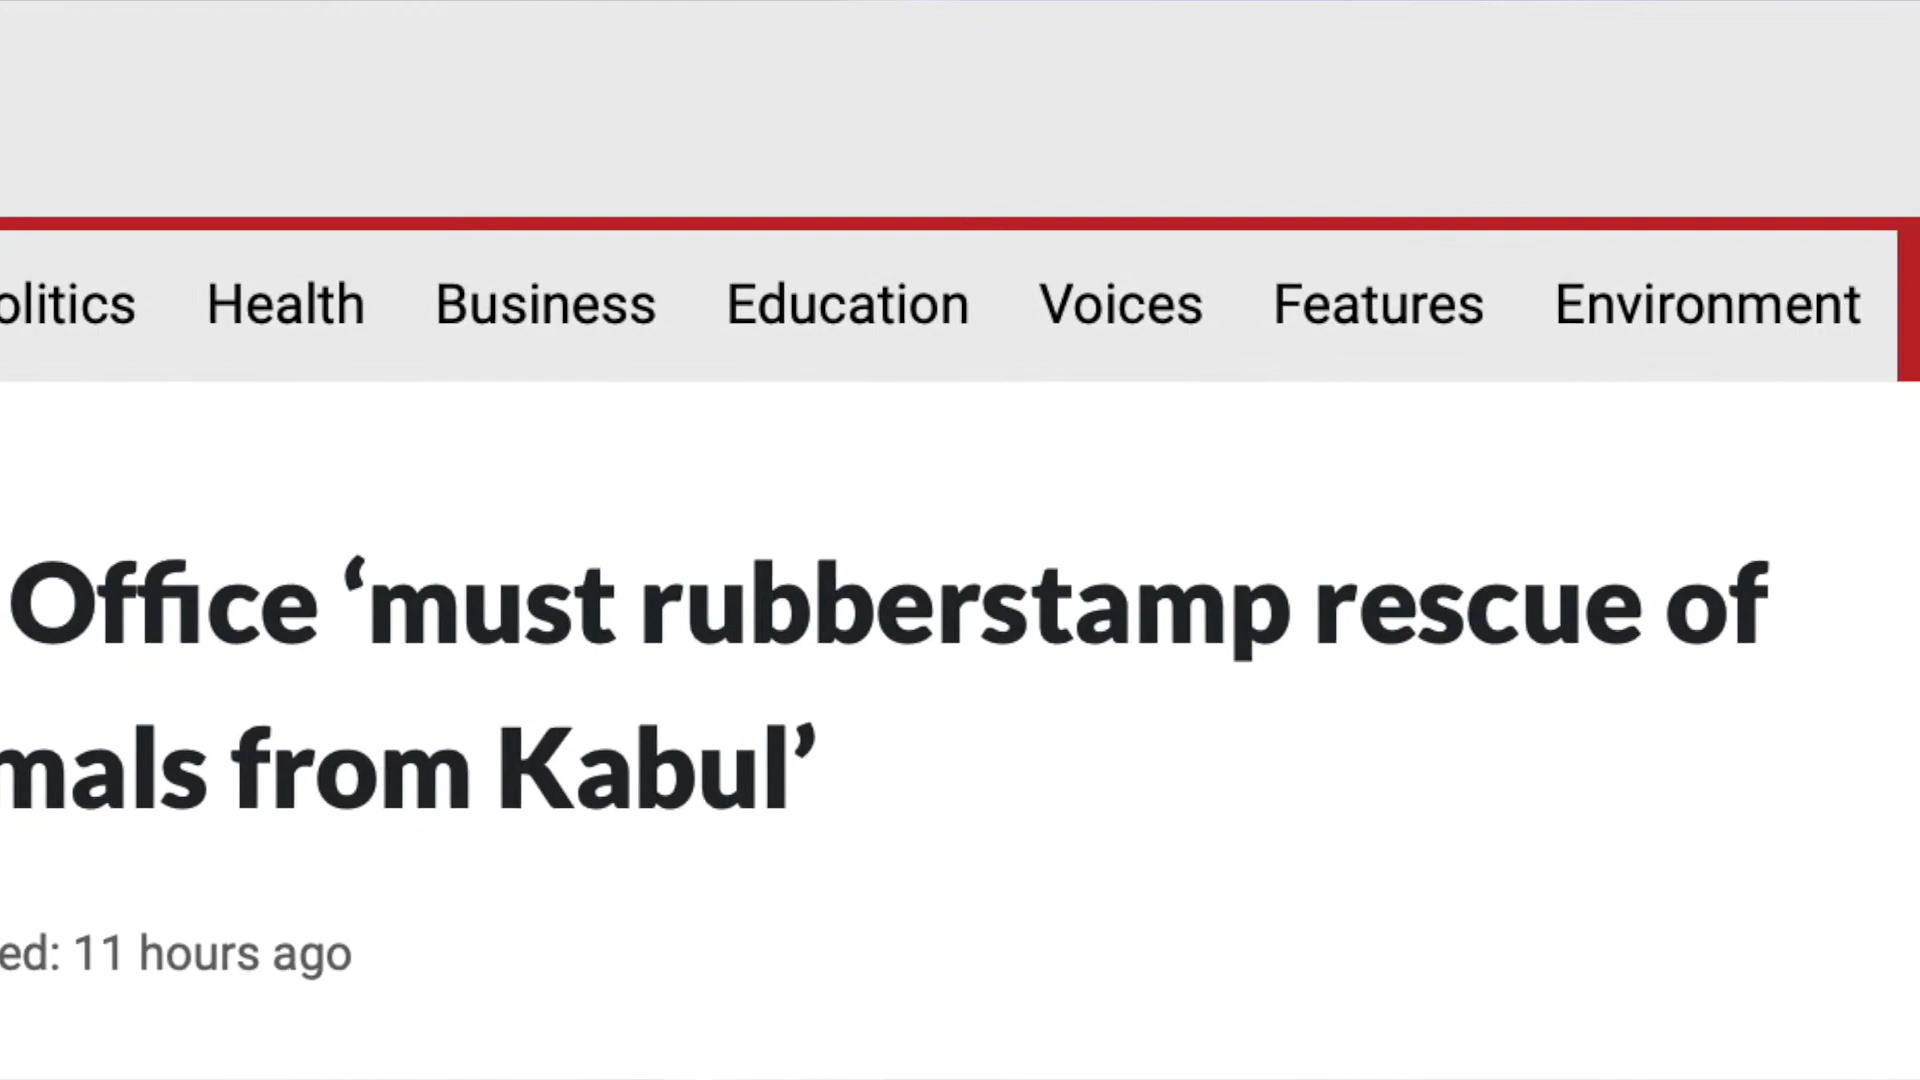 olitics Health Business Education Voices Features Environment
Office ‘must rubberstamp rescue of
mals from Kabul’
ed: 11 hours ago